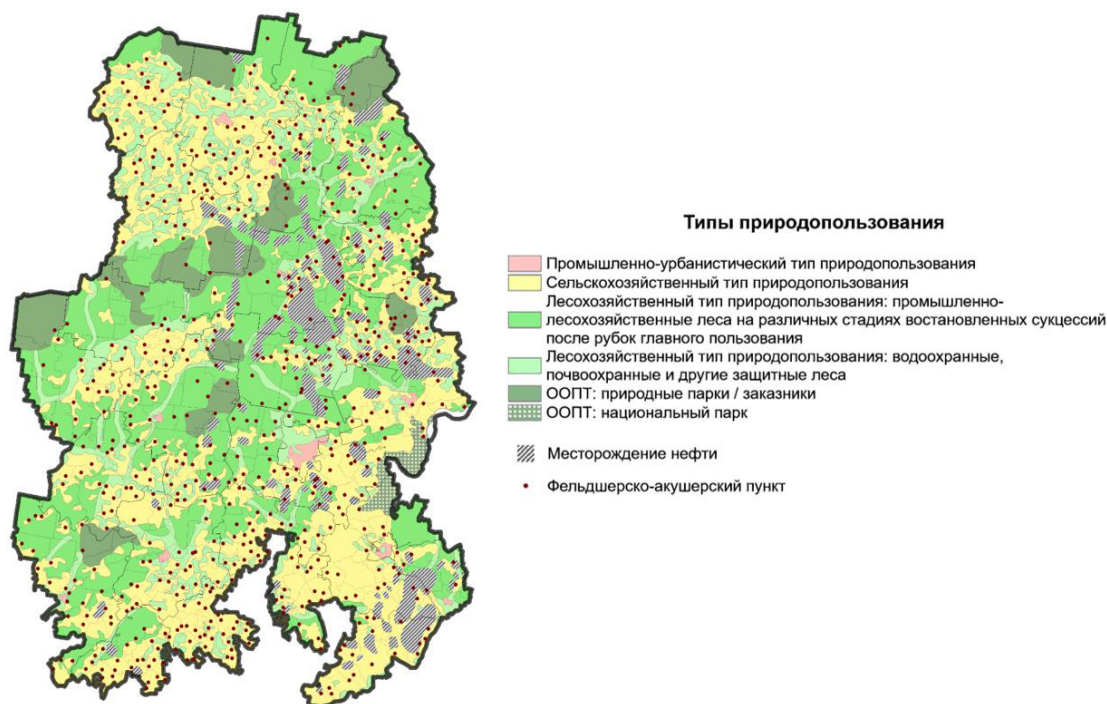 Типы природопользования
Промышленно-урбанистический тип природопользования
Сельскохозяйственный тип природопользования
Лесохозяйственный тип природопользования: промышленно-
лесохозяйственные леса на различных стадиях востановленных сукцессий
после рубок главного пользования
Лесохозяйственный тип природопользования: водоохранные,
почвоохранные и другие защитные леса
ООПТ: природные парки / заказники
ООПТ: национальный парк
Месторождение нефти
Фельдшерско-акушерский пункт